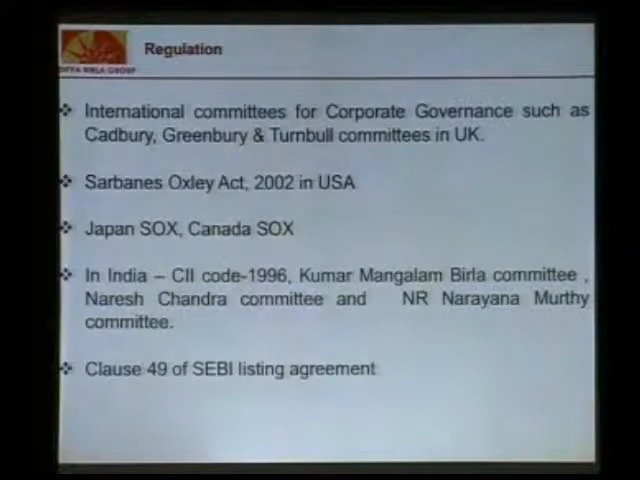 Regulation
BIRLA GROUP
❖ International committees for Corporate Governance such as
Cadbury, Greenbury & Turnbull committees in UK.
❖ Sarbanes Oxley Act, 2002 in USA
❖ Japan SOX, Canada SOX
❖ In India – CII code-1996, Kumar Mangalam Birla committee ,
Naresh Chandra committee and NR Narayana Murthy
committee.
❖ Clause 49 of SEBI listing agreement